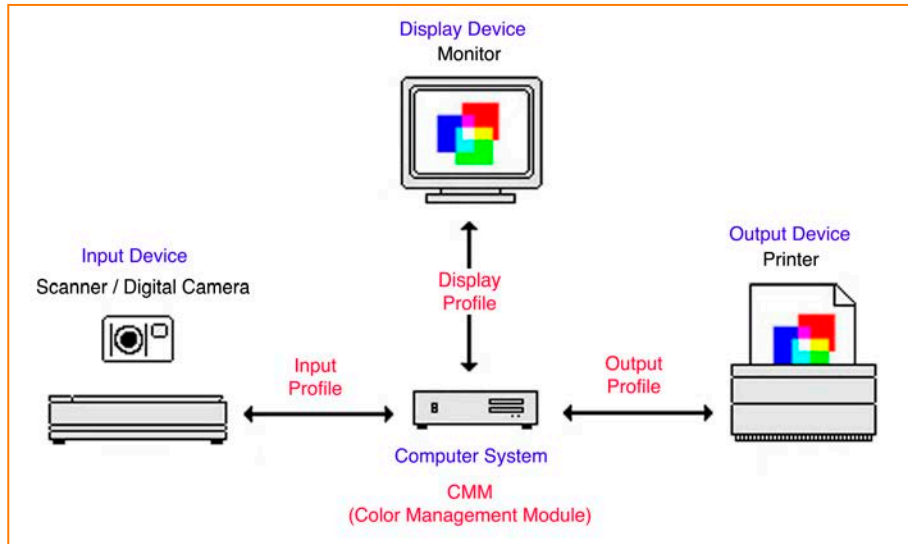 Display Device
Monitor
Input Device
Scanner / Digital Camera
Output Device
Printer
Display
Profile
Input
Profile
Output
Profile
Computer System
CMM
(Color Management Module)